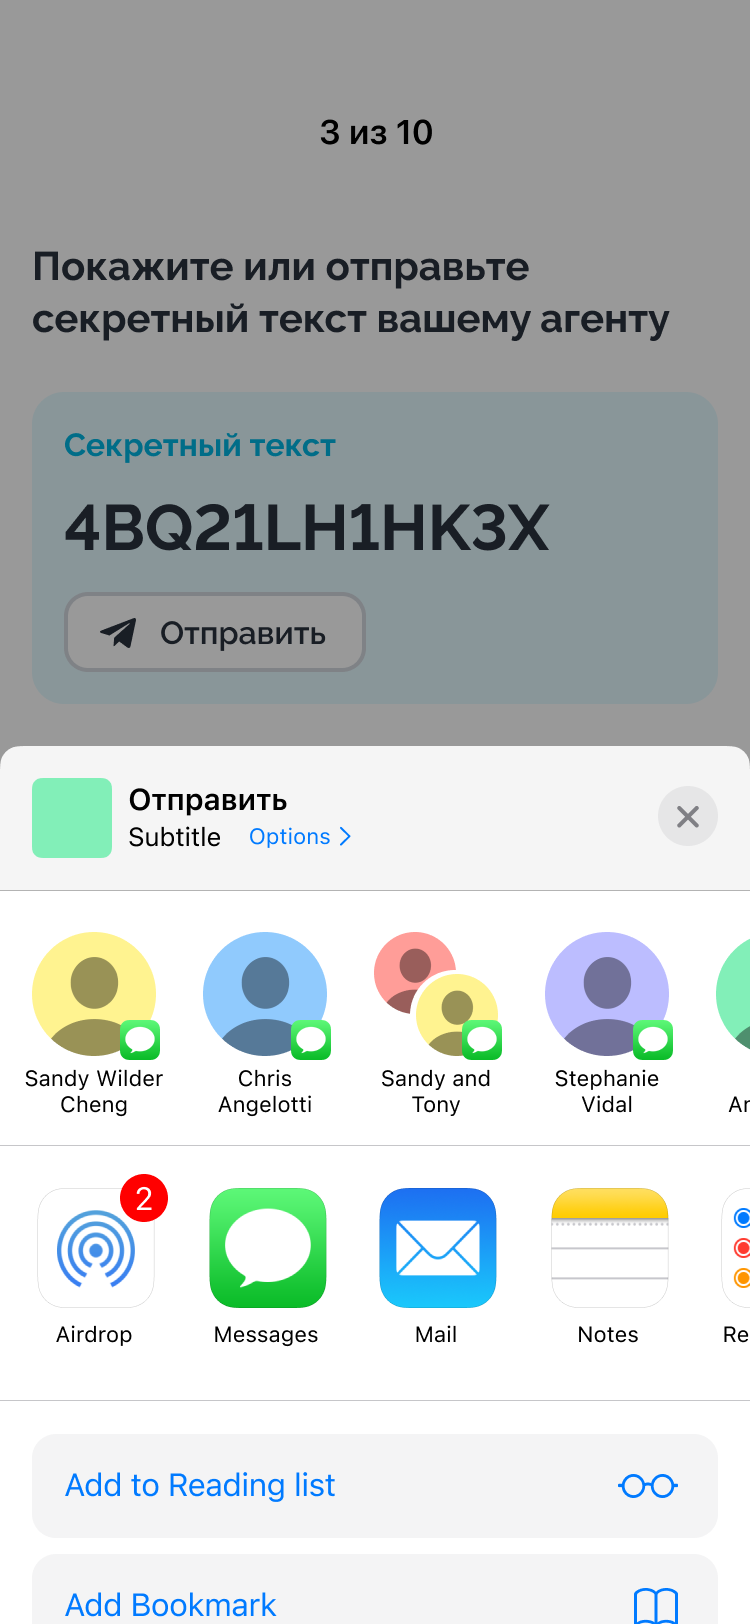 3 из 10
Покажите или отправьте
секретный текст вашему агенту
Секретный текст
4BQ21LH1HK3X
Отправить
Отправить
Subtitle Options
Sandy Wilder
Cheng
Chris
Angelotti
Sandy and
Tony
Stephanie
Vidal
2
Airdrop
Messages
Mail
Notes
Add to Reading list
Add Bookmark